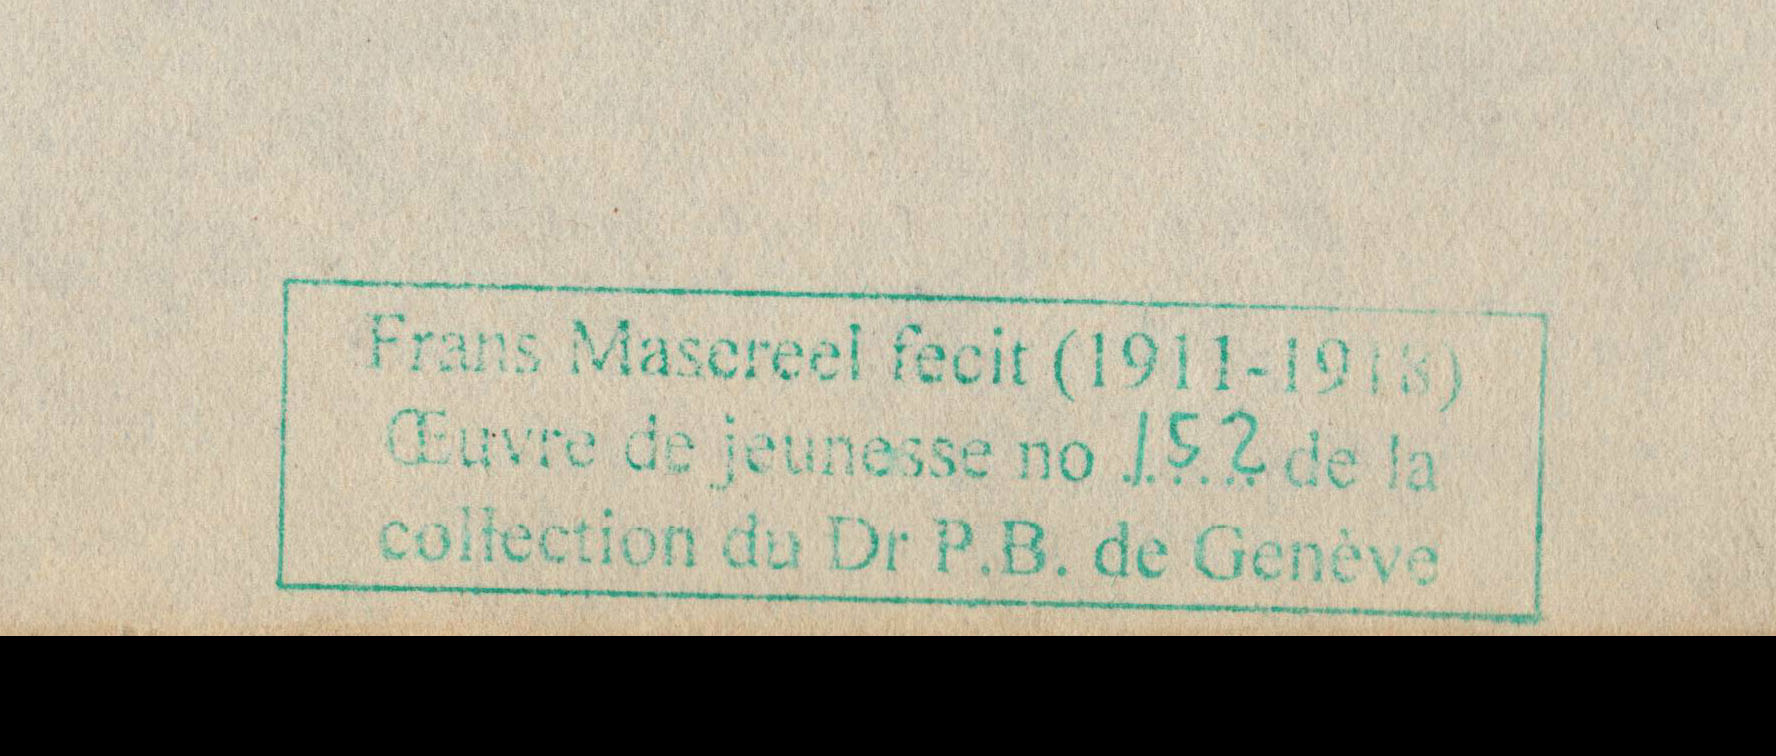 Frans Masereel fecit (1911-1913)
Œuvre de jeunesse no 152 de la
collection du Dr P.B. de Genève